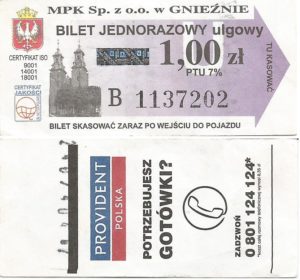 MPK Sp. z o.o. w GNIEŹNIE
BILET JEDNORAZOWY ulgowy
1,00 zł
PTU 7%
CERTYFIKAT ISO
9001
14001
18001
CERTYFIKAT
JAKOŚCI
TU KASOWAĆ
B 1137202
BILET SKASOWAĆ ZARAZ PO WEJŚCIU DO POJAZDU
PROVIDENT
POLSKA
POTRZEBUJESZ
GOTÓWKI?
ZADZWOŃ
0 801 124 124*